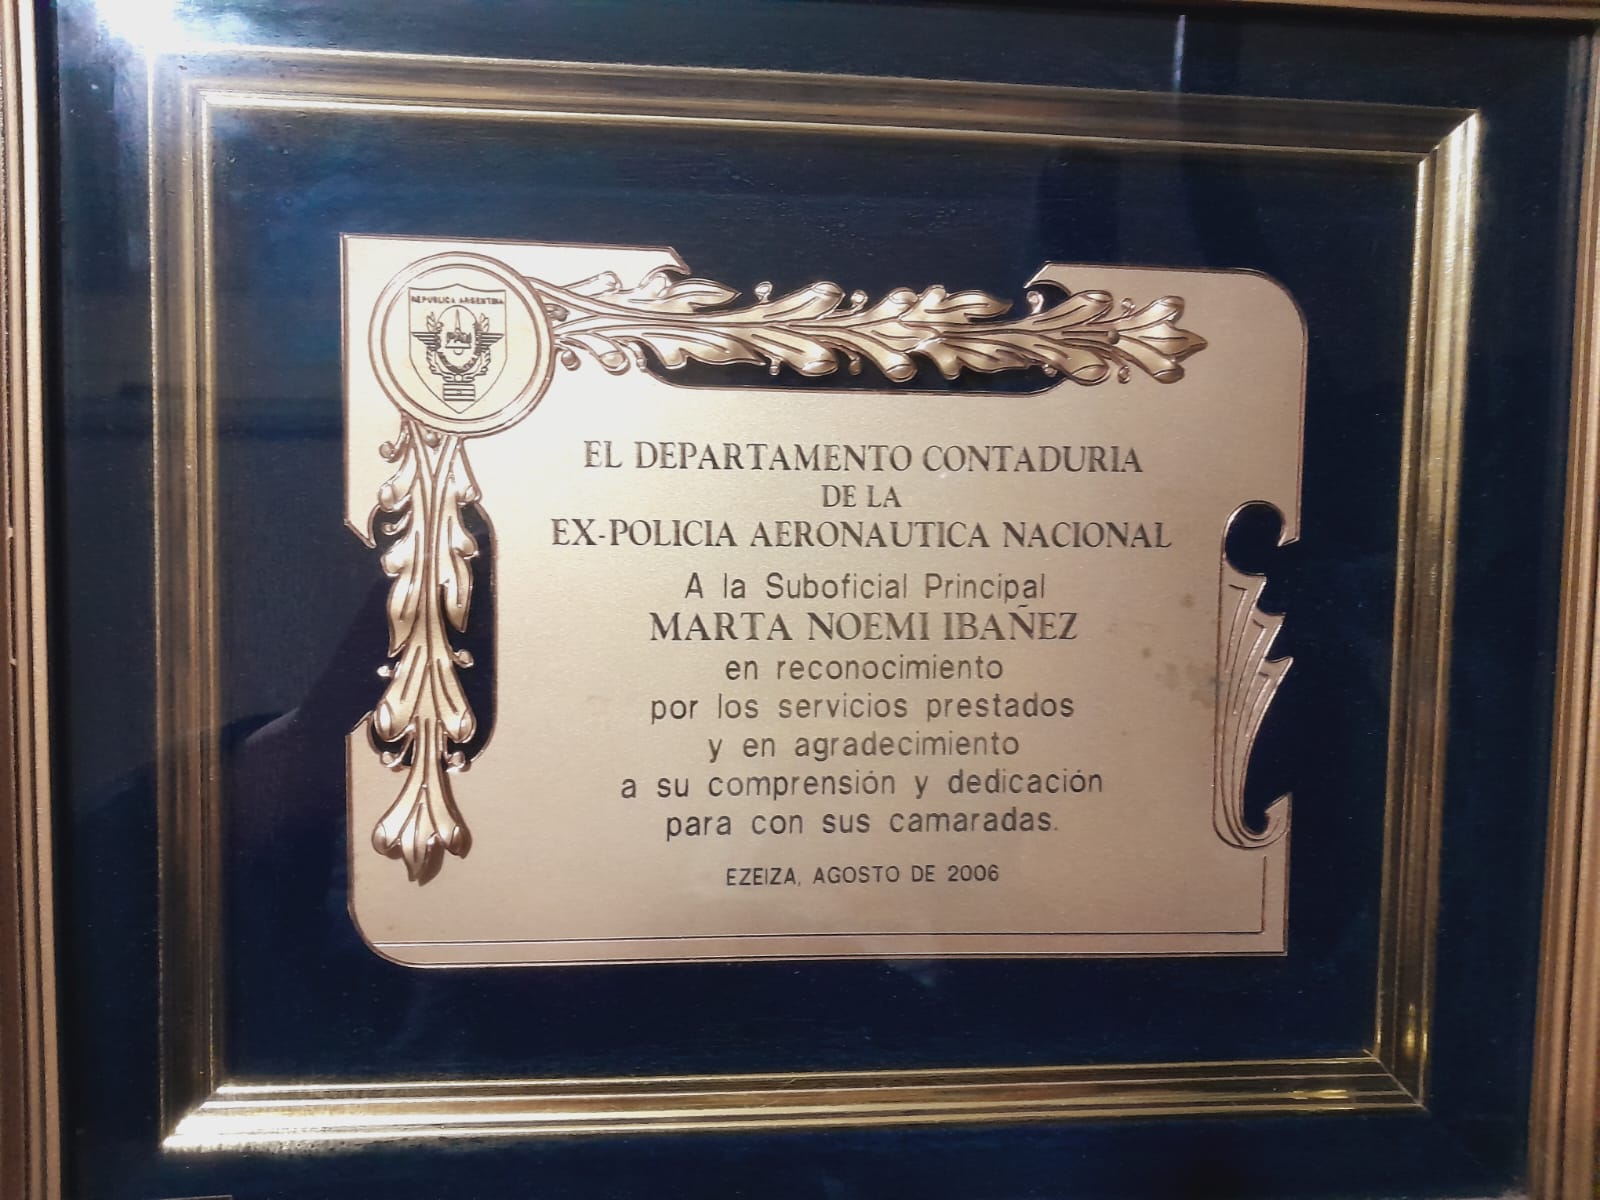 REPUBLICA ARGENTINA
EL DEPARTAMENTO CONTADURIA
DE LA
EX-POLICIA AERONAUTICA NACIONAL
A la Suboficial Principal
MARTA NOEMI IBAÑEZ
en reconocimiento
por los servicios prestados
y en agradecimiento
a su comprensión y dedicación
para con sus camaradas.
EZEIZA, AGOSTO DE 2006